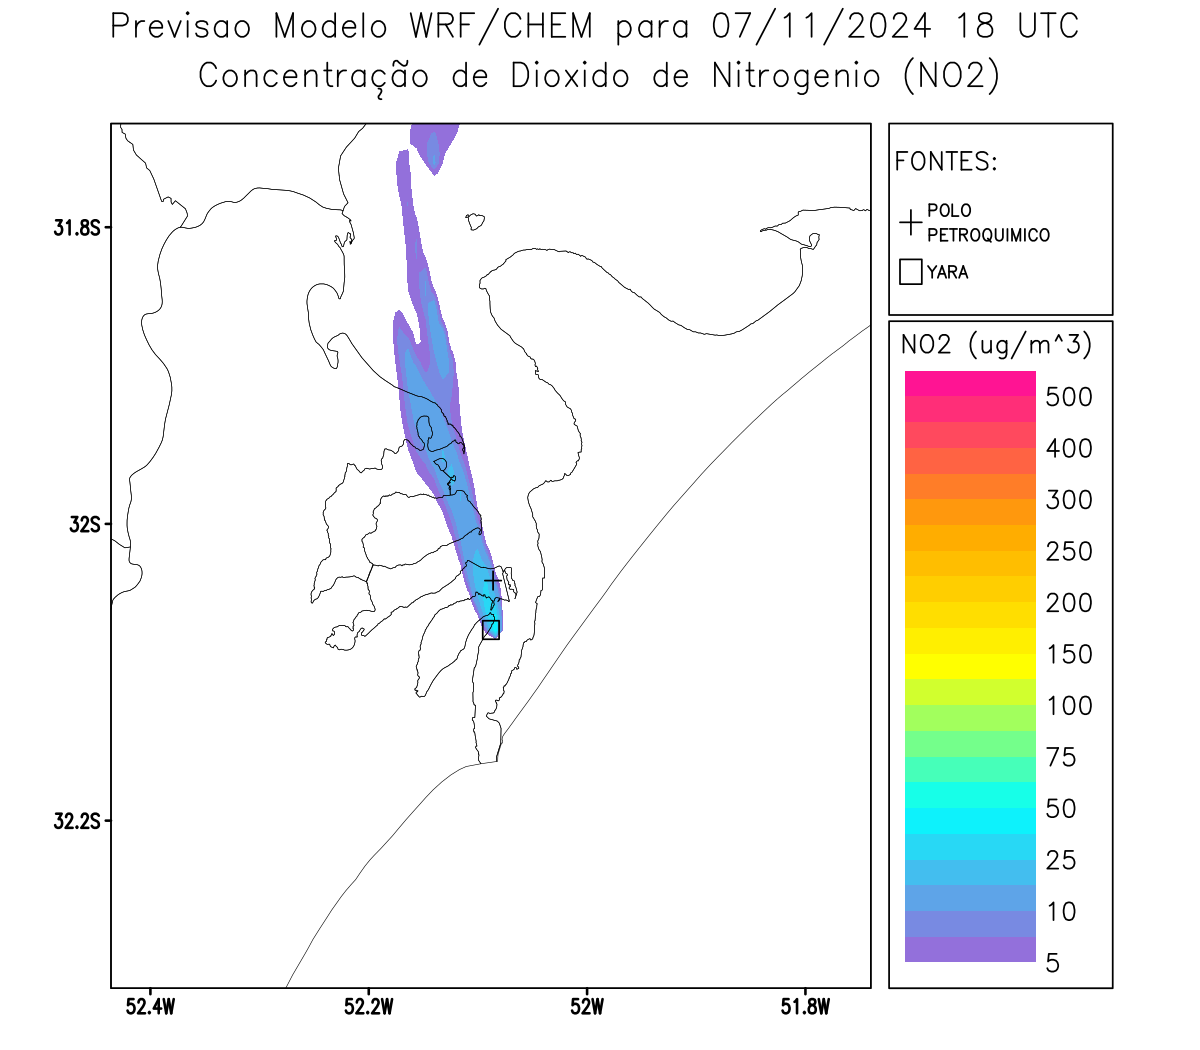 Previsao Modelo WRF/CHEM para 07/11/2024 18 UTC
Concentração de Dioxido de Nitrogenio (NO2)
FONTES:
POLO
PETROQUIMICO
YARA
NO2 (ug/m^3)
500
400
300
250
200
150
100
75
50
25
10
5
31.8S
32S
32.2S
52.4W
52.2W
52W
51.8W